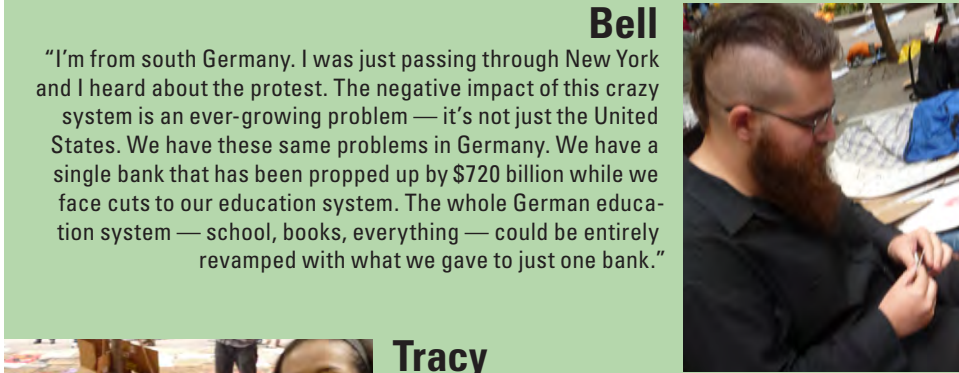 Bell
“I’m from south Germany. I was just passing through New York
and I heard about the protest. The negative impact of this crazy
system is an ever-growing problem — it’s not just the United
States. We have these same problems in Germany. We have a
single bank that has been propped up by $720 billion while we
face cuts to our education system. The whole German educa-
tion system — school, books, everything — could be entirely
revamped with what we gave to just one bank.”
Tracy